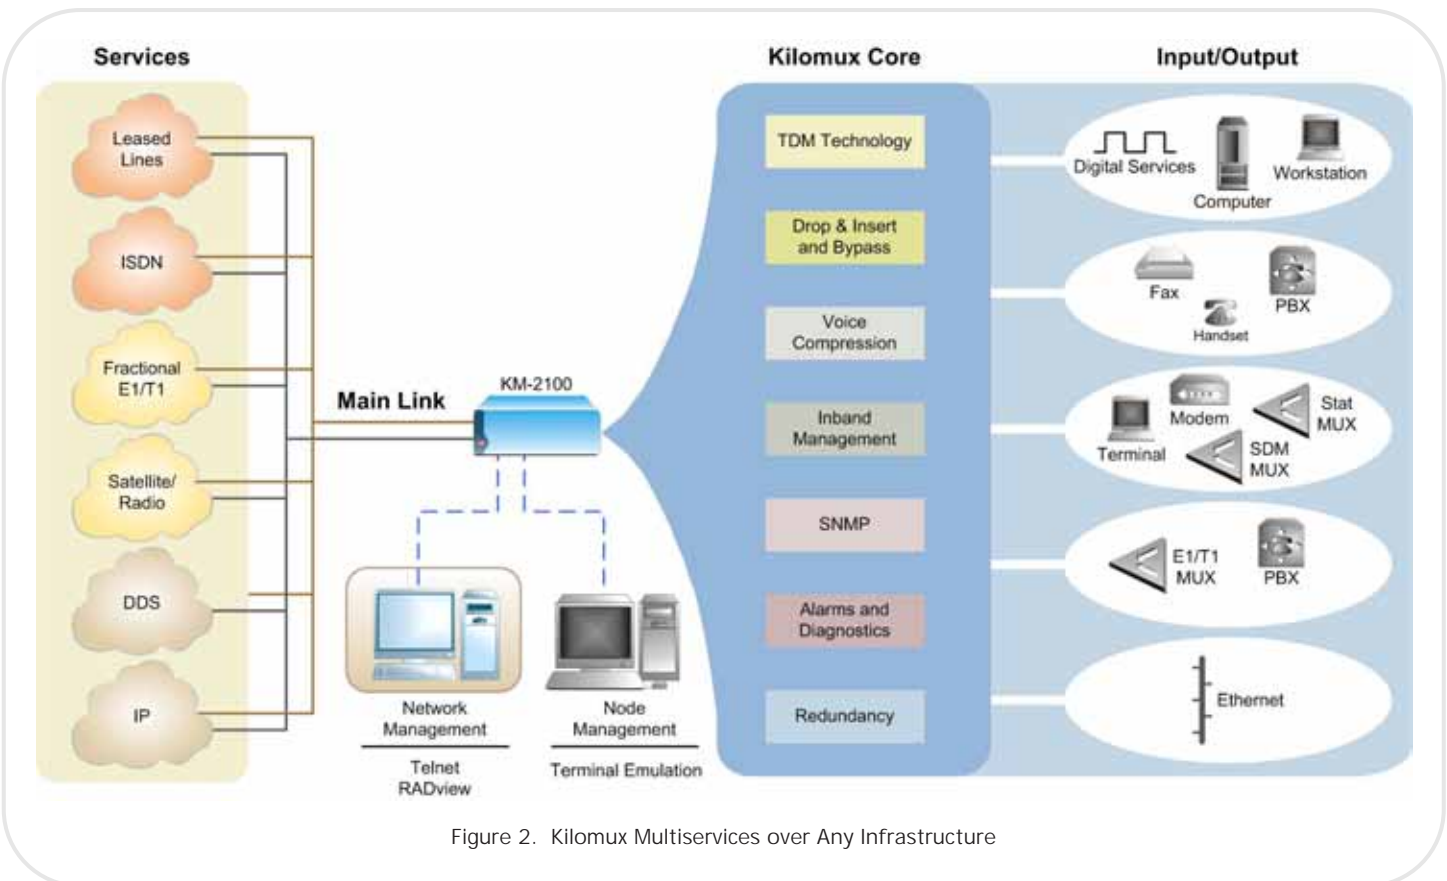 Services
Kilomux Core
Input/Output
Leased
Lines
ISDN
Fractional
E1/T1
Satellite/
Radio
DDS
IP
Main Link
KM-2100
Network
Management
Telnet
RADview
Node
Management
Terminal Emulation
TDM Technology
Drop & Insert
and Bypass
Voice
Compression
Inband
Management
SNMP
Alarms and
Diagnostics
Redundancy
Digital Services
Computer
Workstation
Fax
Handset
PBX
Terminal
Modem
SDM
MUX
Stat
MUX
E1/T1
MUX
PBX
Ethernet
Figure 2. Kilomux Multiservices over Any Infrastructure